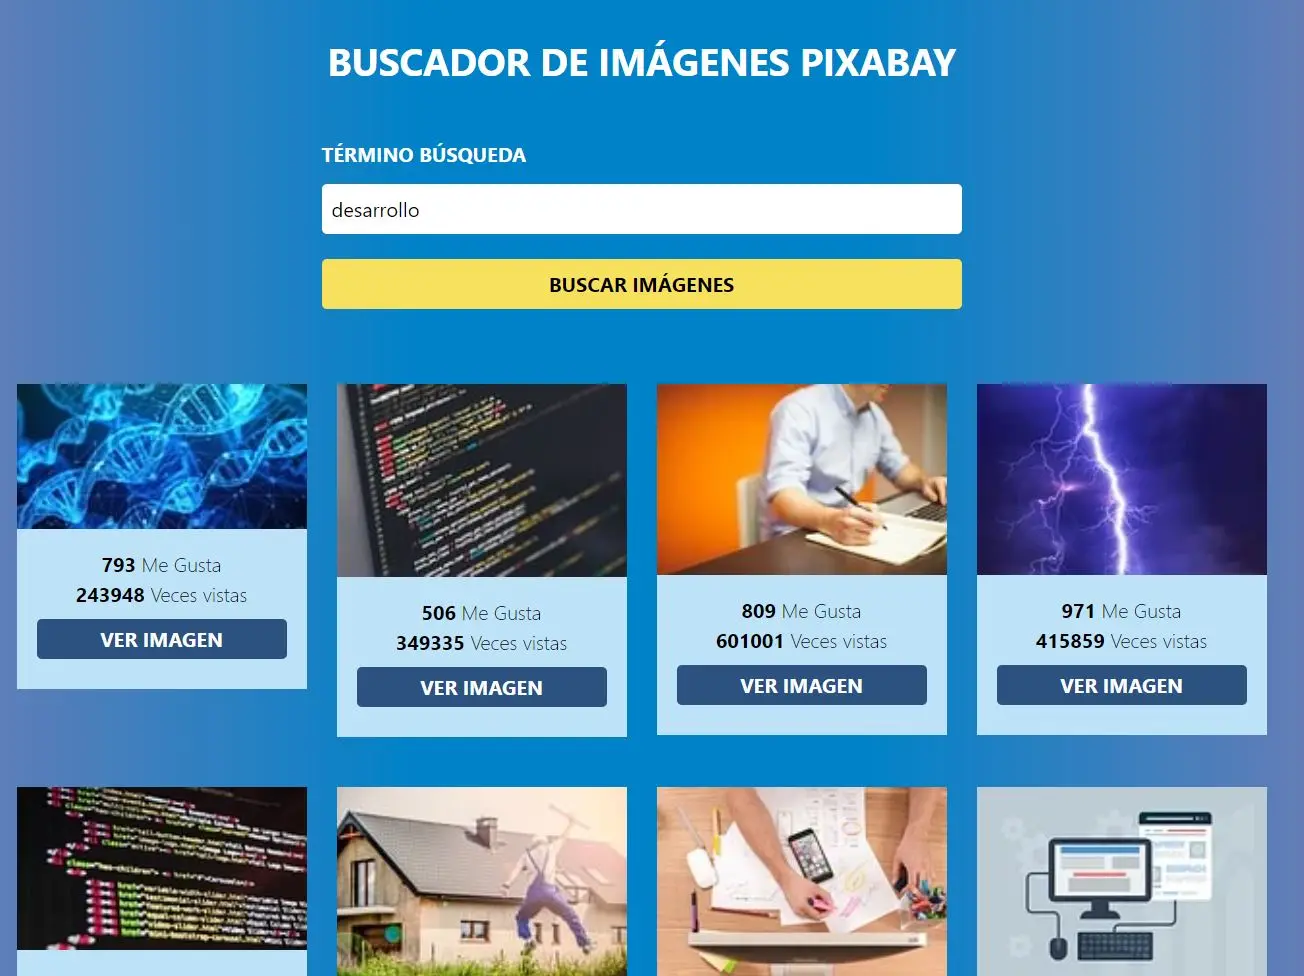 BUSCADOR DE IMÁGENES PIXABAY
TÉRMINO BÚSQUEDA
desarrollo
BUSCAR IMÁGENES
793 Me Gusta
243948 Veces vistas
VER IMAGEN
506 Me Gusta
349335 Veces vistas
VER IMAGEN
809 Me Gusta
601001 Veces vistas
VER IMAGEN
971 Me Gusta
415859 Veces vistas
VER IMAGEN